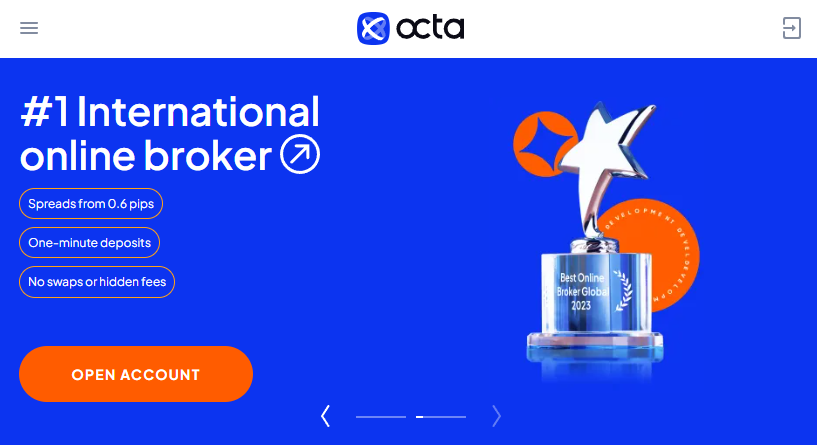 octa
#1 International
online broker
Spreads from 0.6 pips
One-minute deposits
No swaps or hidden fees
OPEN ACCOUNT
Best Online
Broker Global
2023
DEVELOPMENT